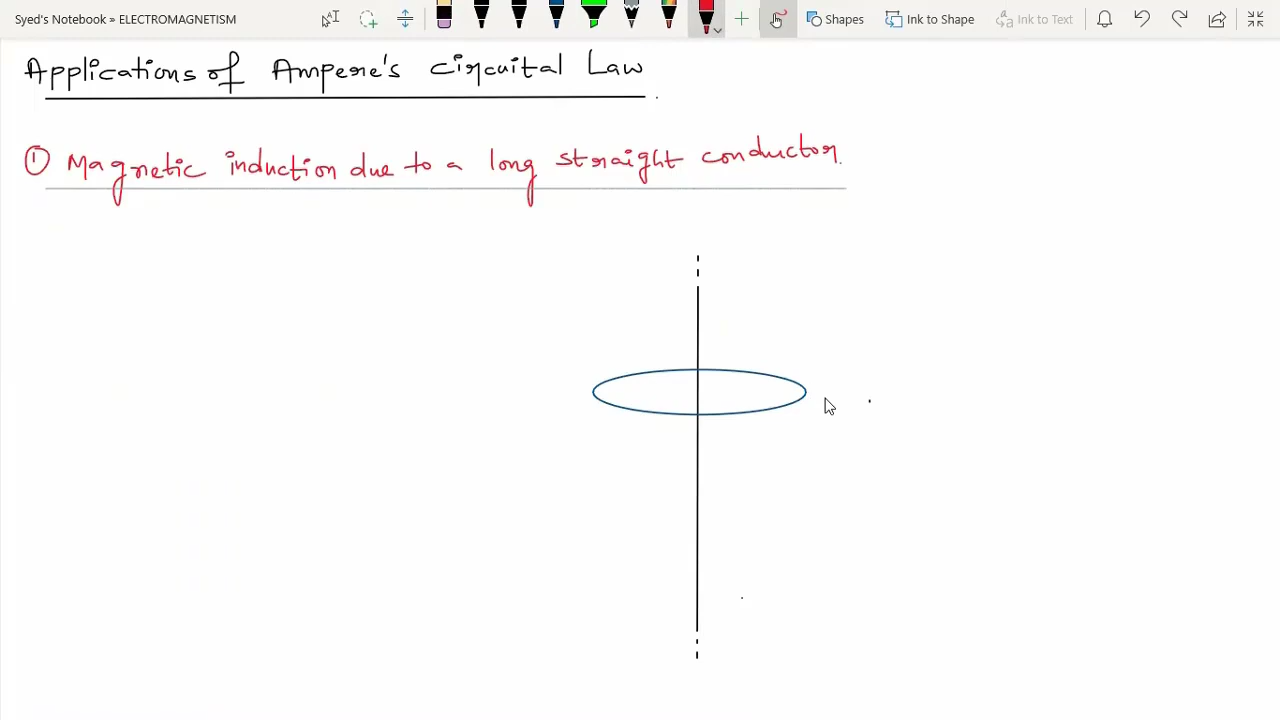 Syed's Notebook » ELECTROMAGNETISM
Shapes
Ink to Shape
Ink to Text
Applications of Ampere's Circuital Law
① Magnetic induction due to a long straight conductor.